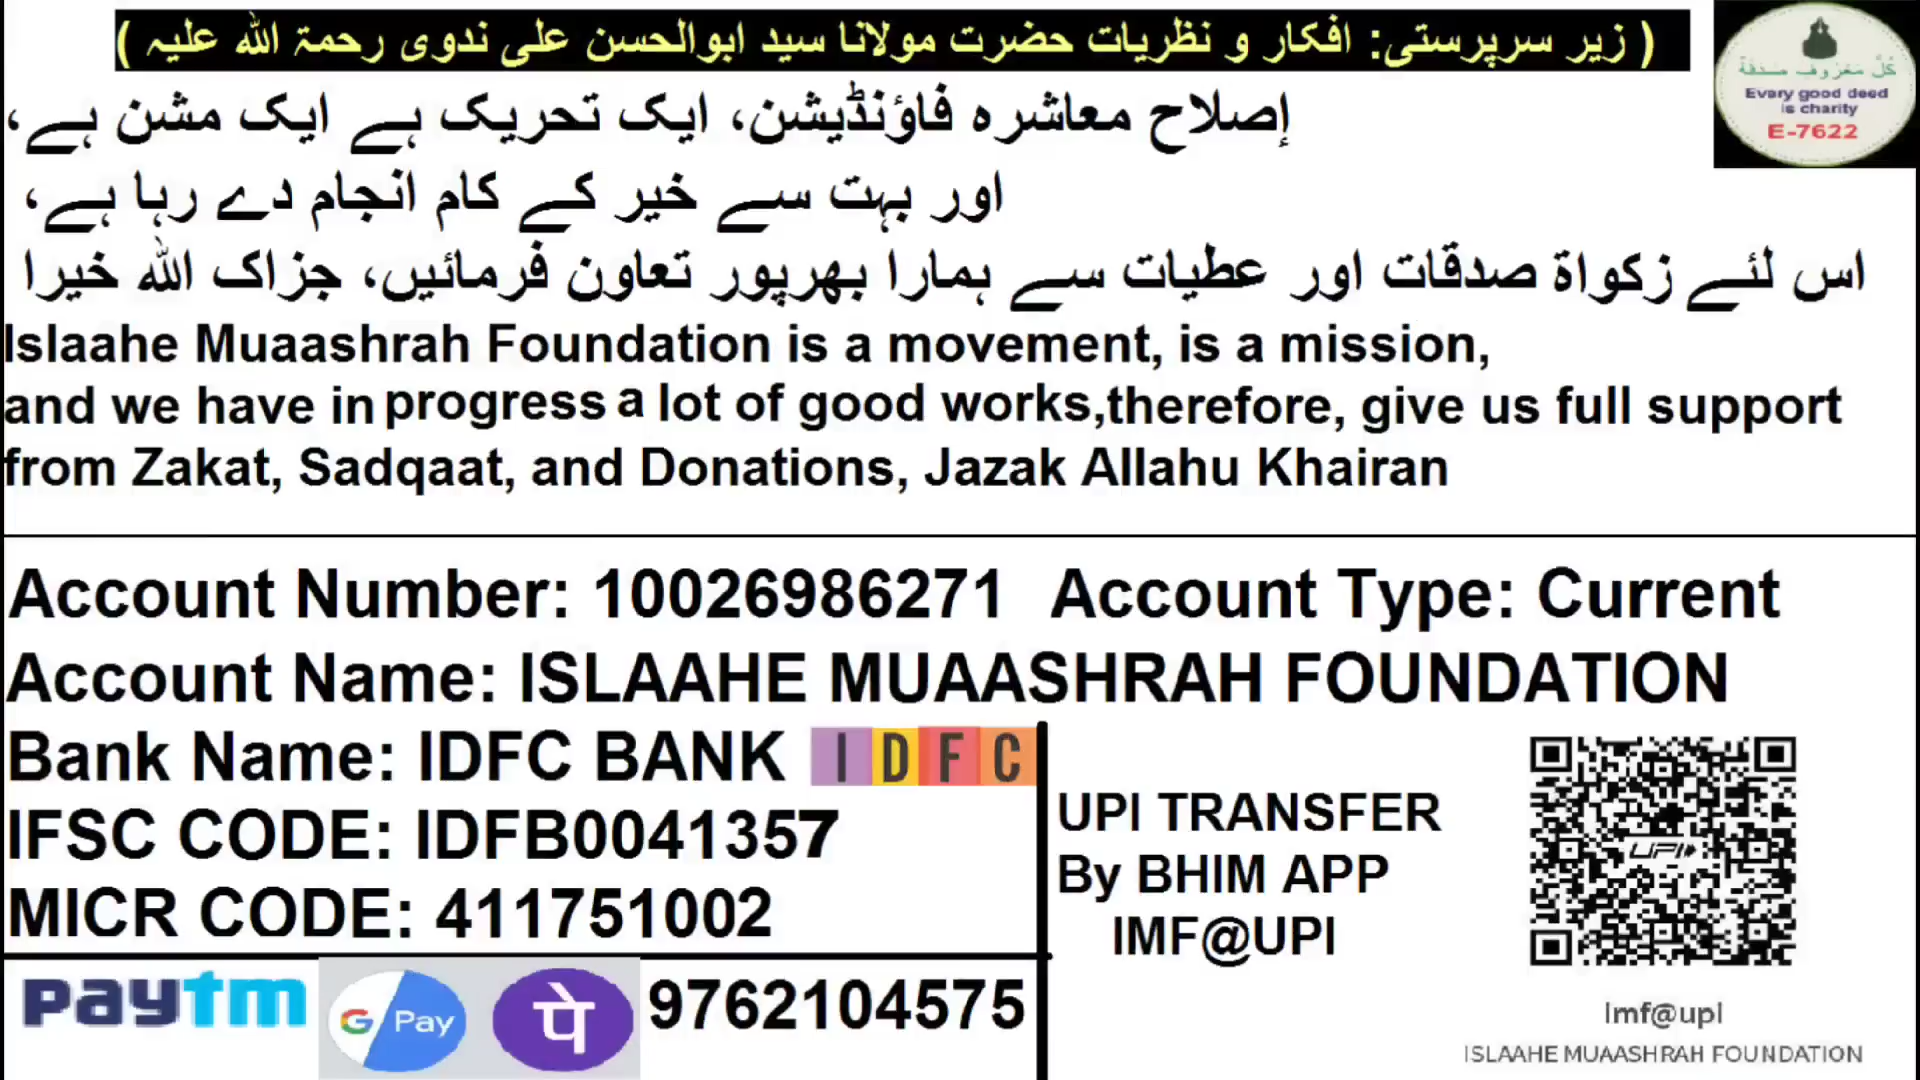 ( زیر سرپرستی: افکار و نظریات حضرت مولانا سید ابوالحسن علی ندوی رحمة الله علیہ )
كُلُّ مَعْرُوفٍ صَدَقَةٌ
Every good deed
is charity
E-7622
إصلاح معاشرہ فاؤنڈیشن، ایک تحریک ہے ایک مشن ہے،
اور بہت سے خیر کے کام انجام دے رہا ہے،
اس لئے زکواۃ صدقات اور عطیات سے ہمارا بھرپور تعاون فرمائیں، جزاک الله خیرا
Islaahe Muaashrah Foundation is a movement, is a mission,
and we have in progress a lot of good works,therefore, give us full support
from Zakat, Sadqaat, and Donations, Jazak Allahu Khairan
Account Number: 10026986271 Account Type: Current
Account Name: ISLAAHE MUAASHRAH FOUNDATION
Bank Name: IDFC BANK IDFC
IFSC CODE: IDFB0041357
MICR CODE: 411751002
UPI TRANSFER
By BHIM APP
IMF@UPI
UPI
imf@upi
ISLAAHE MUAASHRAH FOUNDATION
paytm G Pay पे 9762104575